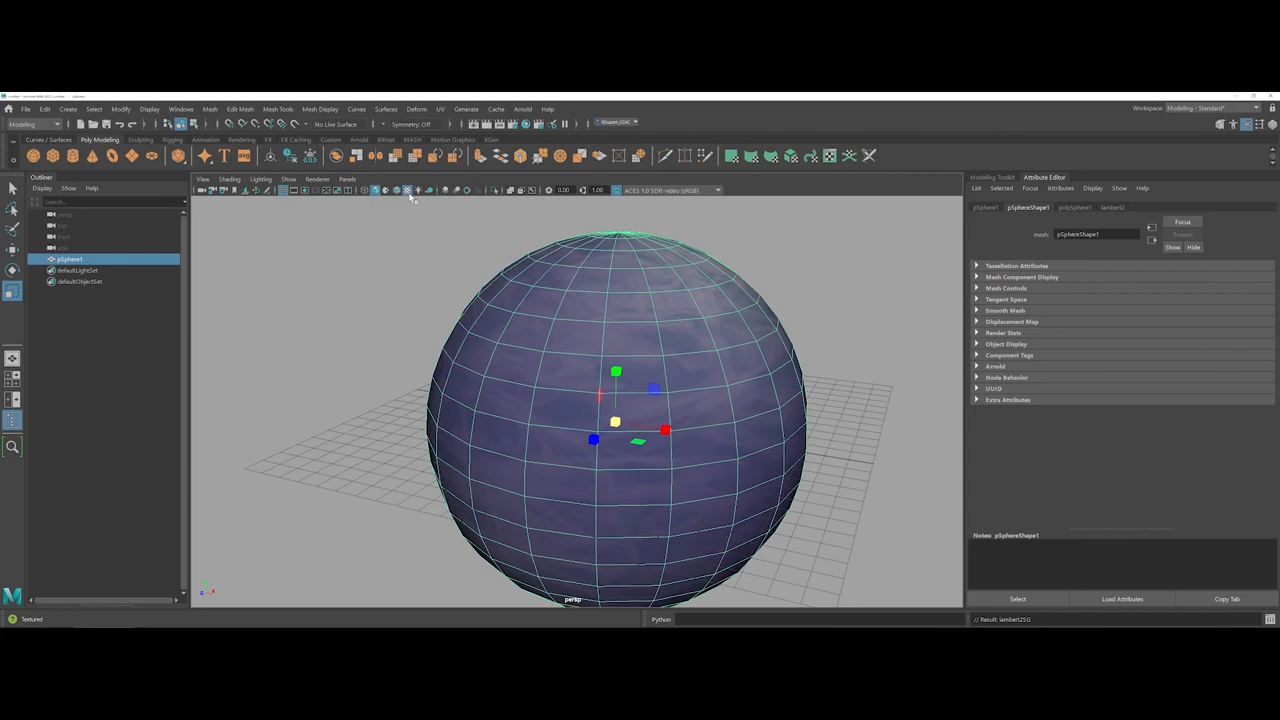 Workspace: Modeling - Standard*
File Edit Create Select Modify Display Windows Mesh Edit Mesh Mesh Tools Mesh Display Curves Surfaces Deform UV Generate Cache Arnold Help
Modeling No Live Surface Symmetry: Off
Curves / Surfaces Poly Modeling Sculpting Rigging Animation Rendering FX FX Caching Custom Arnold Bifrost MASH Motion Graphics XGen
Outliner
Display Show Help
Search...
persp
top
front
side
pSphere1
defaultLightSet
defaultObjectSet
View Shading Lighting Show Renderer Panels
0.00 1.00 ACES 1.0 SDR-video (sRGB)
persp
Modeling Toolkit Attribute Editor
List Selected Focus Attributes Display Show Help
pSphere1 pSphereShape1 polySphere1 lambert2
mesh: pSphereShape1
Focus
Presets
Show Hide
Tessellation Attributes
Mesh Component Display
Mesh Controls
Tangent Space
Smooth Mesh
Displacement Map
Render Stats
Object Display
Component Tags
Arnold
Node Behavior
UUID
Extra Attributes
Notes: pSphereShape1
Select Load Attributes Copy Tab
Textured
Python
// Result: lambert2SG